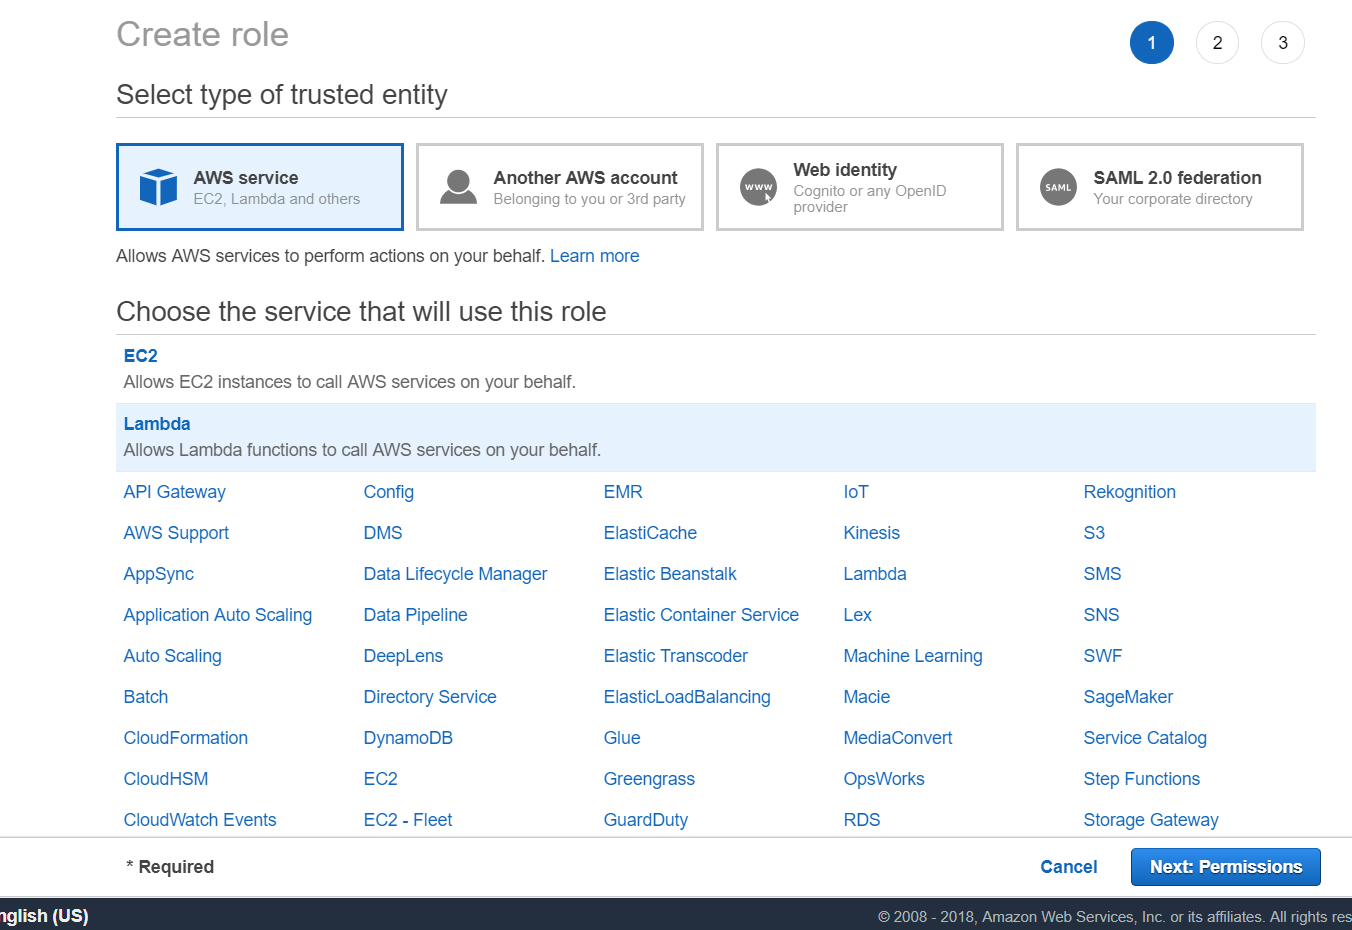 Create role
1 2 3
Select type of trusted entity
AWS service
EC2, Lambda and others
Another AWS account
Belonging to you or 3rd party
www
Web identity
Cognito or any OpenID
provider
SAML
SAML 2.0 federation
Your corporate directory
Allows AWS services to perform actions on your behalf. Learn more
Choose the service that will use this role
EC2
Allows EC2 instances to call AWS services on your behalf.
Lambda
Allows Lambda functions to call AWS services on your behalf.
API Gateway Config EMR IoT Rekognition
AWS Support DMS ElastiCache Kinesis S3
AppSync Data Lifecycle Manager Elastic Beanstalk Lambda SMS
Application Auto Scaling Data Pipeline Elastic Container Service Lex SNS
Auto Scaling DeepLens Elastic Transcoder Machine Learning SWF
Batch Directory Service ElasticLoadBalancing Macie SageMaker
CloudFormation DynamoDB Glue MediaConvert Service Catalog
CloudHSM EC2 Greengrass OpsWorks Step Functions
CloudWatch Events EC2 - Fleet GuardDuty RDS Storage Gateway
* Required Cancel Next: Permissions
nglish (US) © 2008 - 2018, Amazon Web Services, Inc. or its affiliates. All rights res